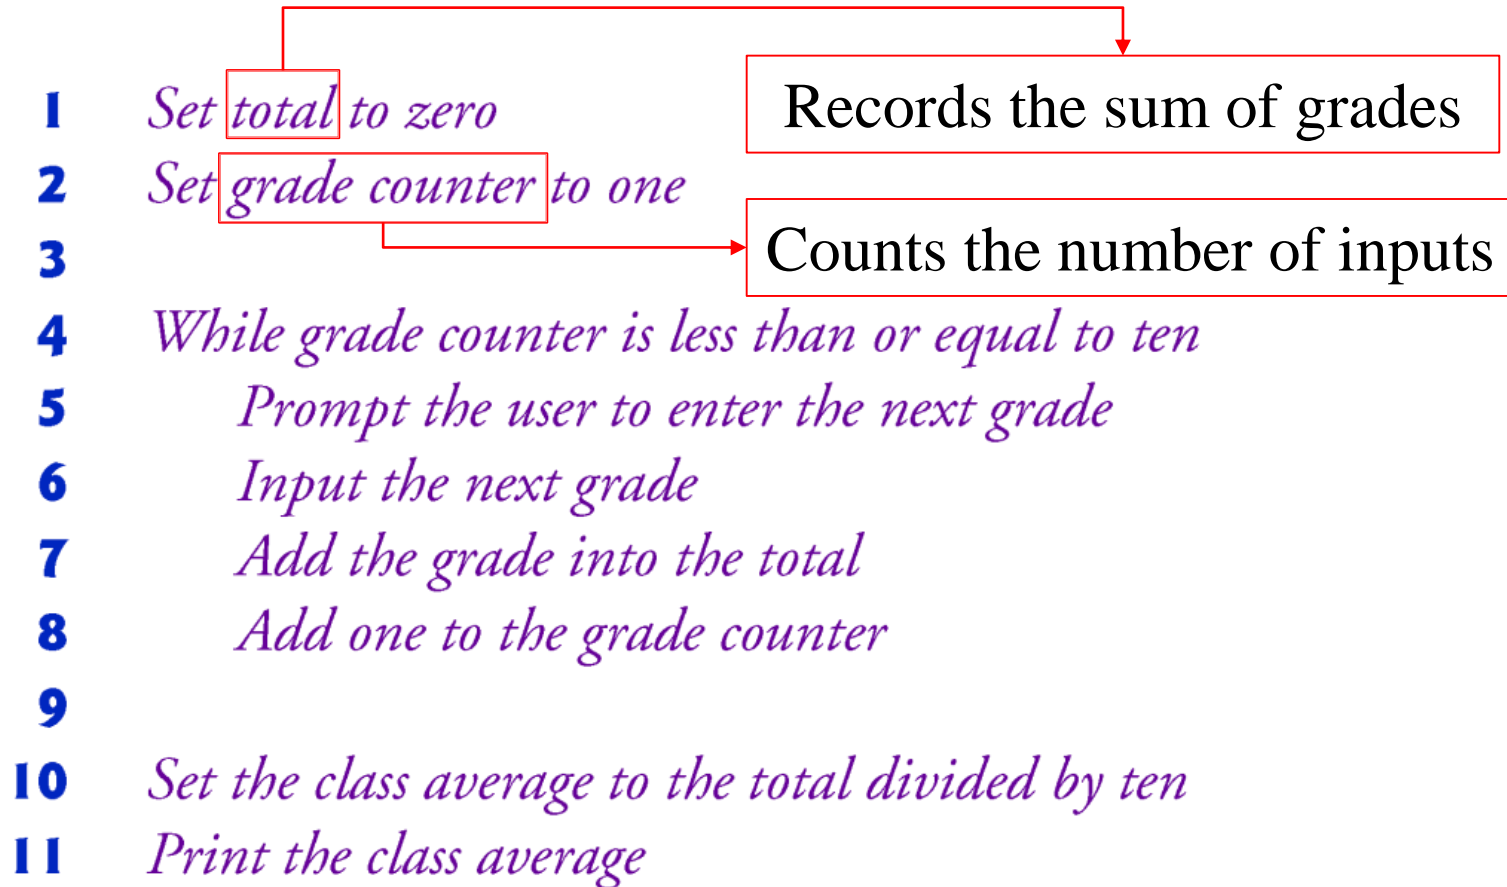 1 Set total to zero
Records the sum of grades
2 Set grade counter to one
3
Counts the number of inputs
4 While grade counter is less than or equal to ten
5 Prompt the user to enter the next grade
6 Input the next grade
7 Add the grade into the total
8 Add one to the grade counter
9
10 Set the class average to the total divided by ten
11 Print the class average